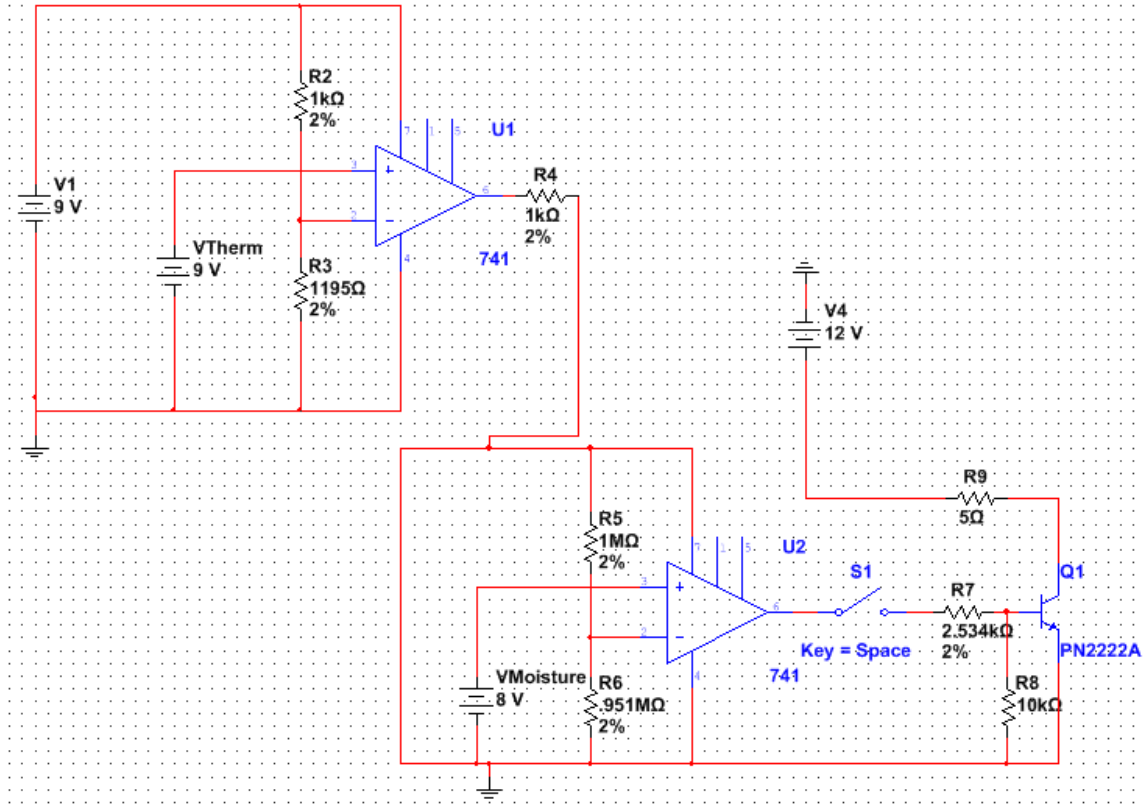 R2
1kΩ
2%
7
1
5
U1
3
+
V1
9 V
R4
6
1kΩ
2%
2
−
VTherm
9 V
R3
1195Ω
2%
4
741
V4
12 V
R9
5Ω
R5
1MΩ
2%
7
1
5
U2
3
+
S1
Q1
R7
6
2.534kΩ
2%
2
−
Key = Space
PN2222A
VMoisture
8 V
R6
.951MΩ
2%
4
741
R8
10kΩ